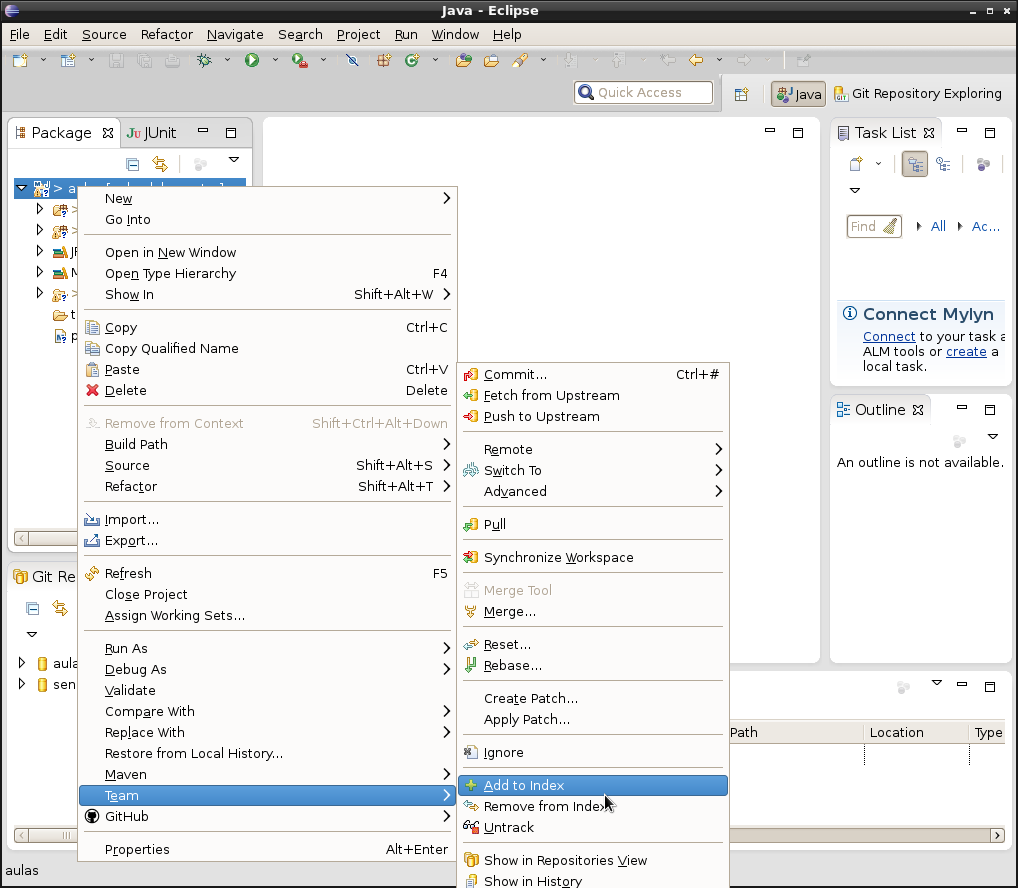 Java - Eclipse
File Edit Source Refactor Navigate Search Project Run Window Help
Quick Access
Java
Git Repository Exploring
Package
JUnit
New
Go Into
Open in New Window
Open Type Hierarchy F4
Show In Shift+Alt+W
Copy Ctrl+C
Copy Qualified Name
Paste Ctrl+V
Delete Delete
Remove from Context Shift+Ctrl+Alt+Down
Build Path
Source Shift+Alt+S
Refactor Shift+Alt+T
Import...
Export...
Refresh F5
Close Project
Assign Working Sets...
Run As
Debug As
Validate
Compare With
Replace With
Restore from Local History...
Maven
Team
GitHub
Properties Alt+Enter
Commit... Ctrl+#
Fetch from Upstream
Push to Upstream
Remote
Switch To
Advanced
Pull
Synchronize Workspace
Merge Tool
Merge...
Reset...
Rebase...
Create Patch...
Apply Patch...
Ignore
Add to Index
Remove from Index
Untrack
Show in Repositories View
Show in History
Task List
Find
All
Ac...
Connect Mylyn
Connect to your task a
ALM tools or create a
local task.
Outline
An outline is not available.
Git Re
aula
sen
Path Location Type
aulas